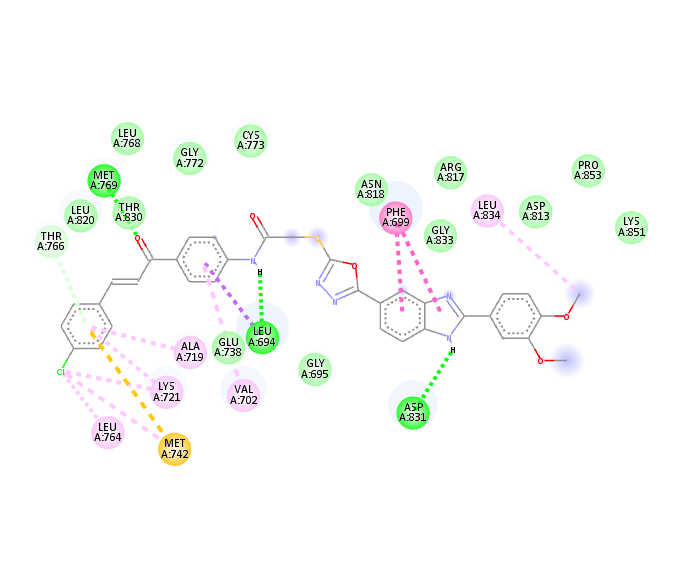 LEU
A:768
CYS
A:773
GLY
A:772
MET
A:769
ARG
A:817
PRO
A:853
ASN
A:818
LEU
A:820
THR
A:830
LEU
A:834
ASP
A:813
PHE
A:699
LYS
A:851
THR
A:766
GLY
A:833
O
O
S
N
H
O
N
N
N
N
H
O
O
LEU
A:694
ALA
A:719
GLU
A:738
GLY
A:695
Cl
LYS
A:721
VAL
A:702
ASP
A:831
LEU
A:764
MET
A:742